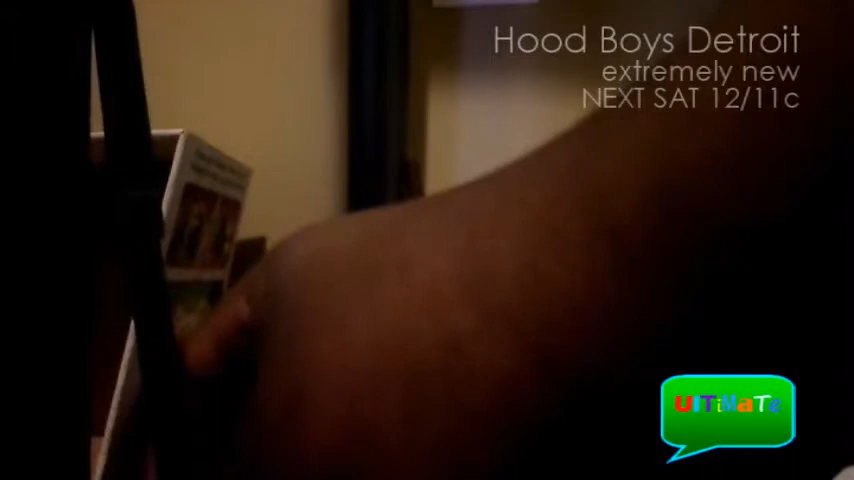 Hood Boys Detroit
extremely new
NEXT SAT 12/11c
UlTiMaTe